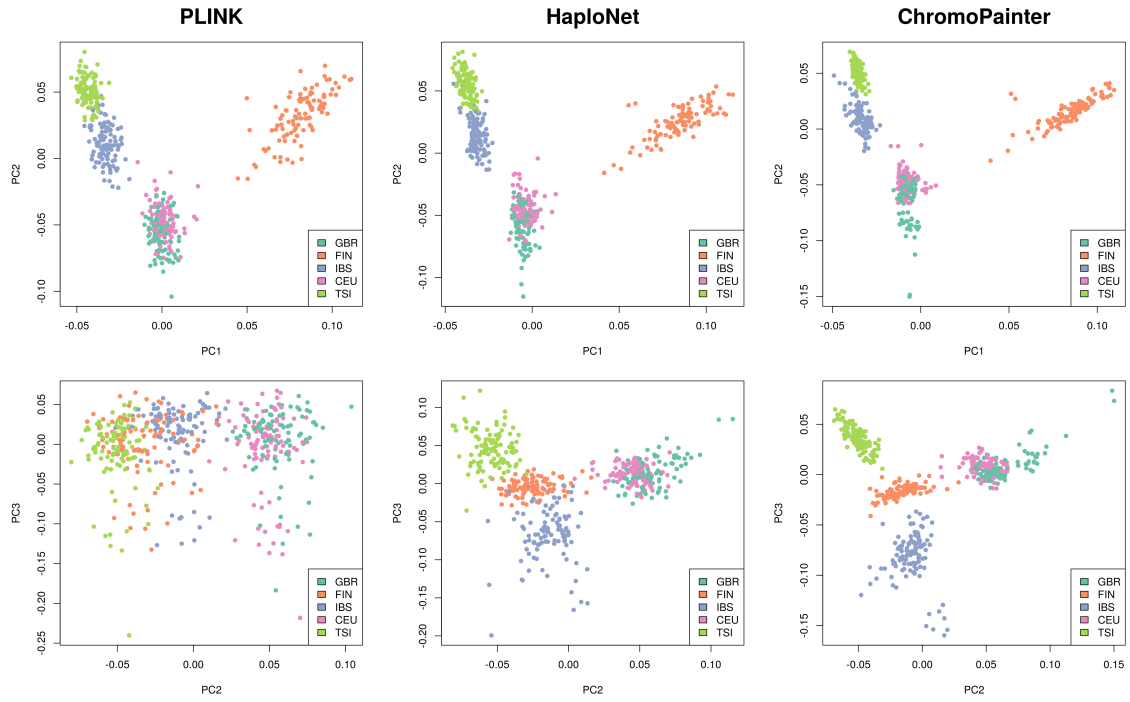 PLINK HaploNet ChromoPainter
PC2
0.05
0.00
-0.05
-0.10
-0.05 0.00 0.05 0.10
PC1
GBR
FIN
IBS
CEU
TSI
PC2
0.05
0.00
-0.05
-0.10
-0.05 0.00 0.05 0.10
PC1
GBR
FIN
IBS
CEU
TSI
PC2
0.05
0.00
-0.05
-0.10
-0.15
-0.05 0.00 0.05 0.10
PC1
GBR
FIN
IBS
CEU
TSI
PC3
0.05
0.00
-0.05
-0.10
-0.15
-0.20
-0.25
-0.05 0.00 0.05 0.10
PC2
GBR
FIN
IBS
CEU
TSI
PC3
0.10
0.05
0.00
-0.05
-0.10
-0.15
-0.20
-0.05 0.00 0.05 0.10
PC2
GBR
FIN
IBS
CEU
TSI
PC3
0.05
0.00
-0.05
-0.10
-0.15
-0.05 0.00 0.05 0.10 0.15
PC2
GBR
FIN
IBS
CEU
TSI